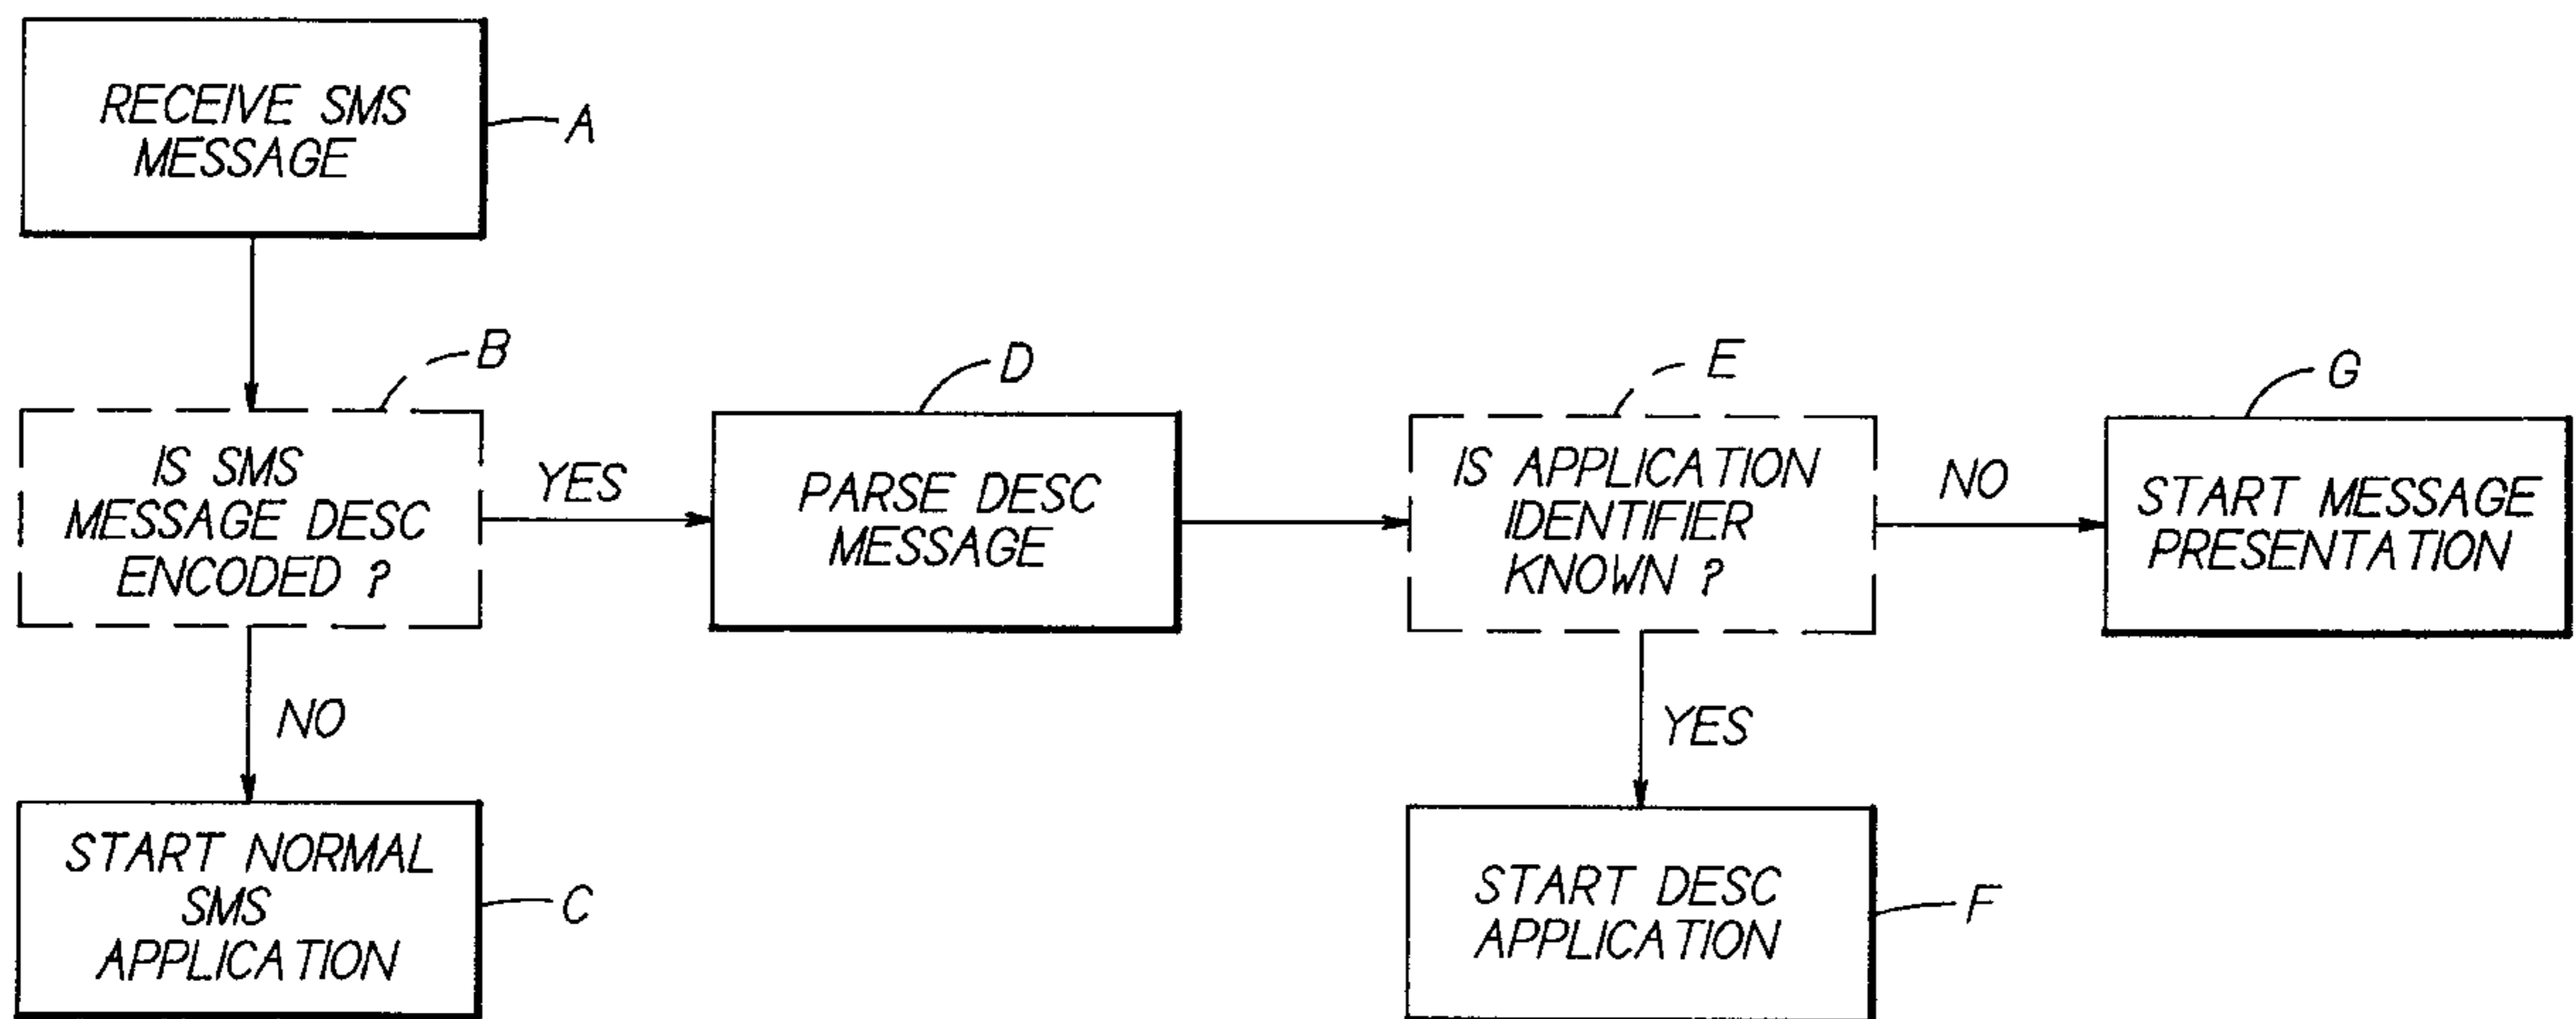 RECEIVE SMS
MESSAGE
A
B
IS SMS
MESSAGE DESC
ENCODED ?
YES
NO
START NORMAL
SMS
APPLICATION
C
D
PARSE DESC
MESSAGE
E
IS APPLICATION
IDENTIFIER
KNOWN ?
NO
YES
START DESC
APPLICATION
F
G
START MESSAGE
PRESENTATION